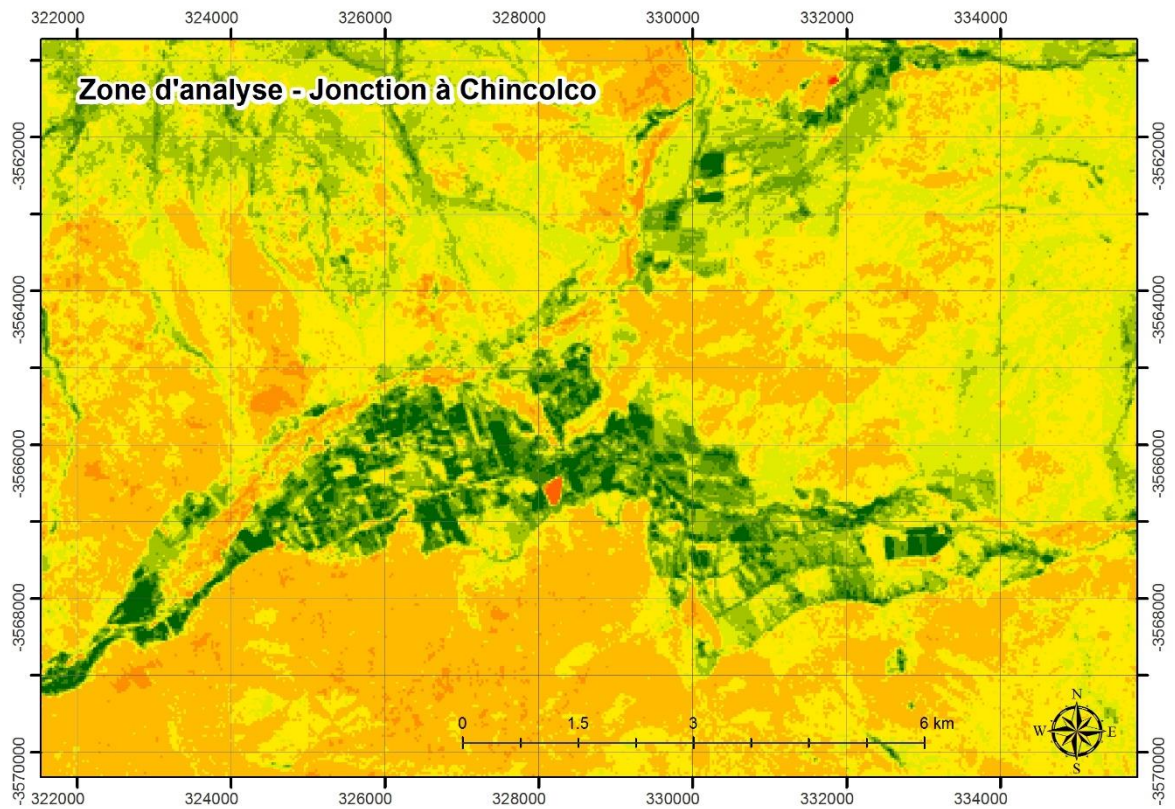 322000 324000 326000 328000 330000 332000 334000
Zone d'analyse - Jonction à Chincolco
-3562000 -3562000
-3564000 -3564000
-3566000 -3566000
-3568000 -3568000
0 1.5 3 6 km
N
W E
S
-3570000 -3570000
322000 324000 326000 328000 330000 332000 334000